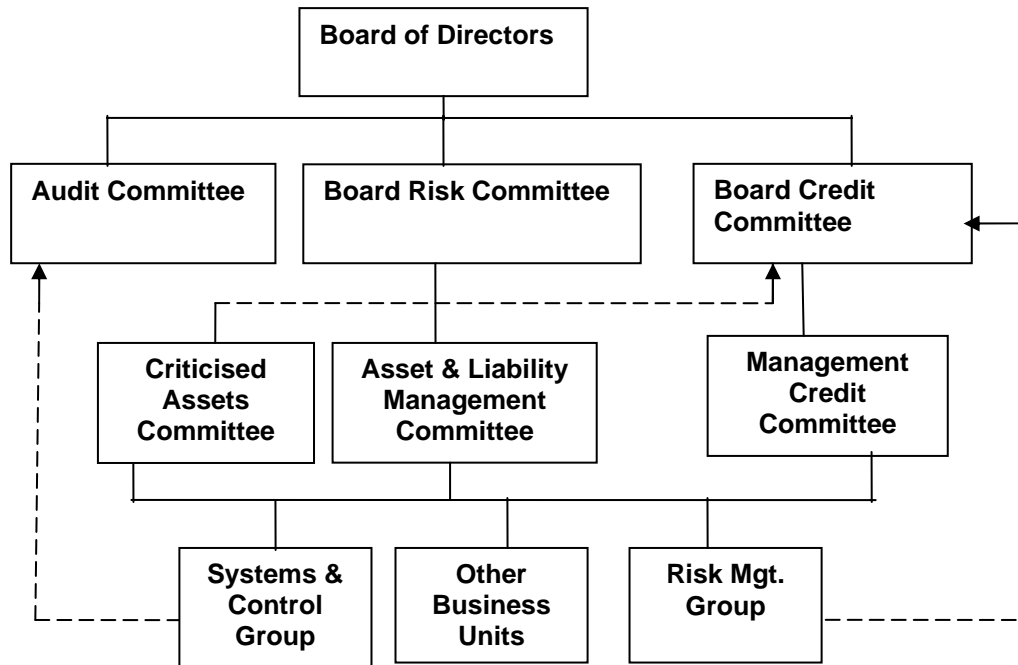 Board of Directors
Audit Committee
Board Risk Committee
Board Credit
Committee
Criticised
Assets
Committee
Asset & Liability
Management
Committee
Management
Credit
Committee
Systems &
Control
Group
Other
Business
Units
Risk Mgt.
Group